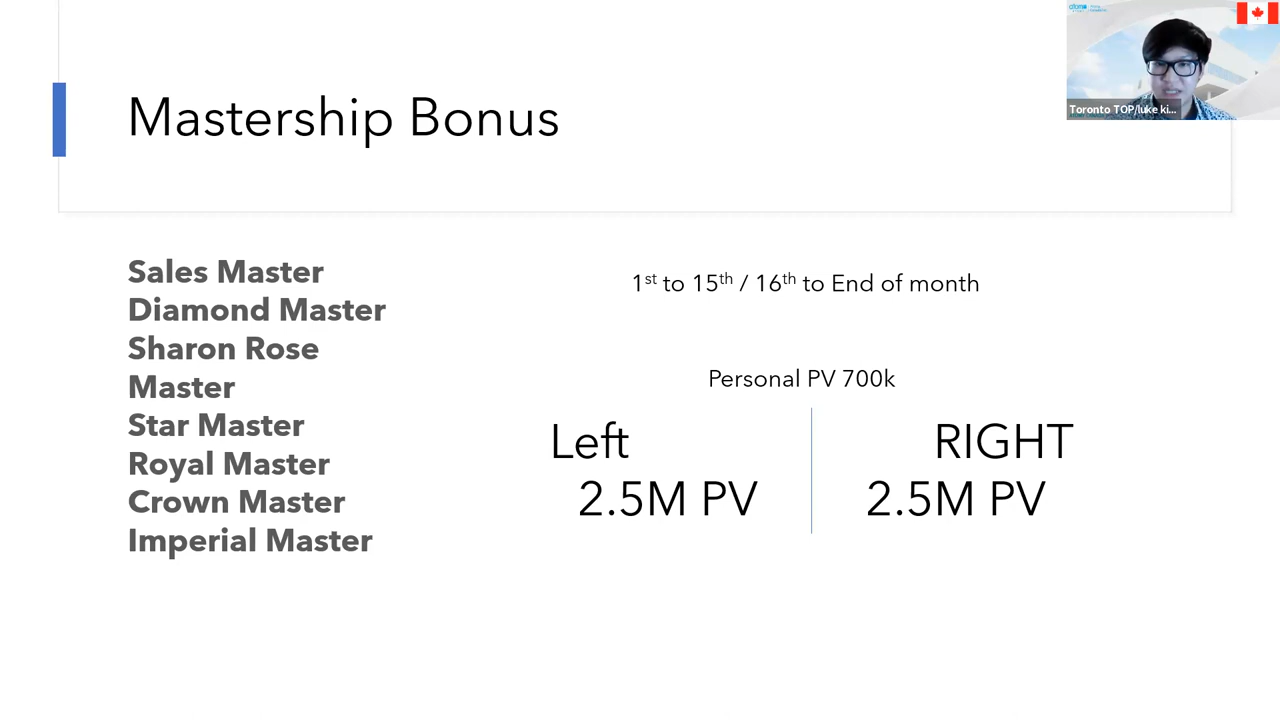 Mastership Bonus
Toronto TOP/luke ki...
Sales Master
Diamond Master
Sharon Rose
Master
Star Master
Royal Master
Crown Master
Imperial Master
1st to 15th / 16th to End of month
Personal PV 700k
Left
RIGHT
2.5M PV
2.5M PV